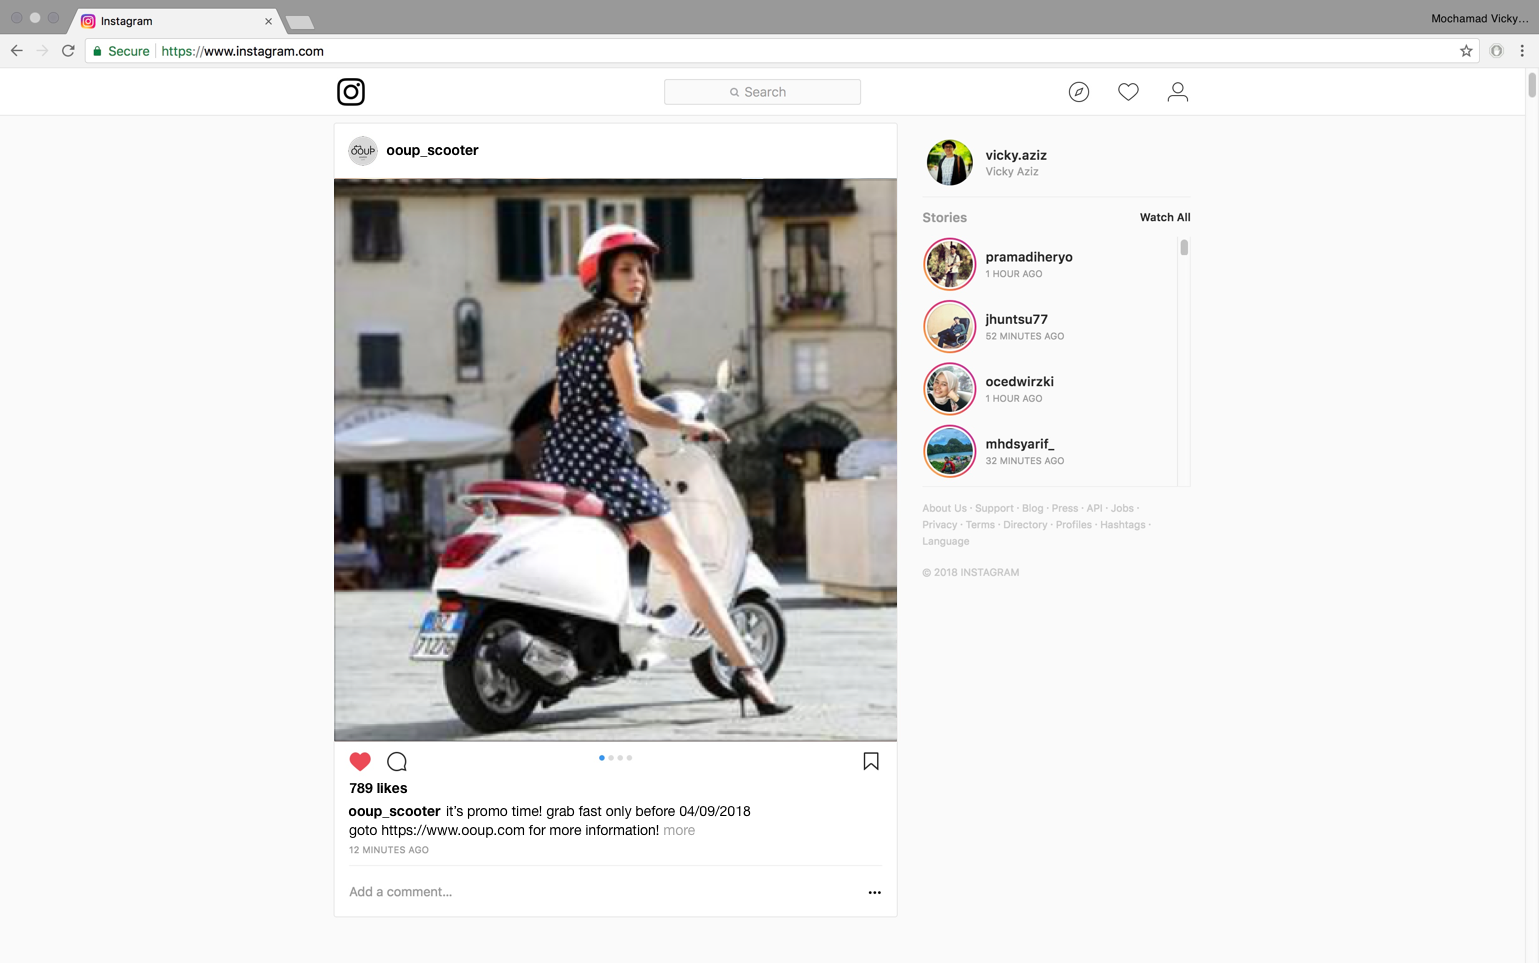 Instagram
Mochamad Vicky...
Secure https://www.instagram.com
Search
ooup
ooup_scooter
vicky.aziz
Vicky Aziz
Stories Watch All
pramadiheryo
1 HOUR AGO
jhuntsu77
52 MINUTES AGO
ocedwirzki
1 HOUR AGO
mhdsyarif_
32 MINUTES AGO
About Us · Support · Blog · Press · API · Jobs ·
Privacy · Terms · Directory · Profiles · Hashtags ·
Language
© 2018 INSTAGRAM
789 likes
ooup_scooter it's promo time! grab fast only before 04/09/2018
goto https://www.ooup.com for more information! more
12 MINUTES AGO
Add a comment...